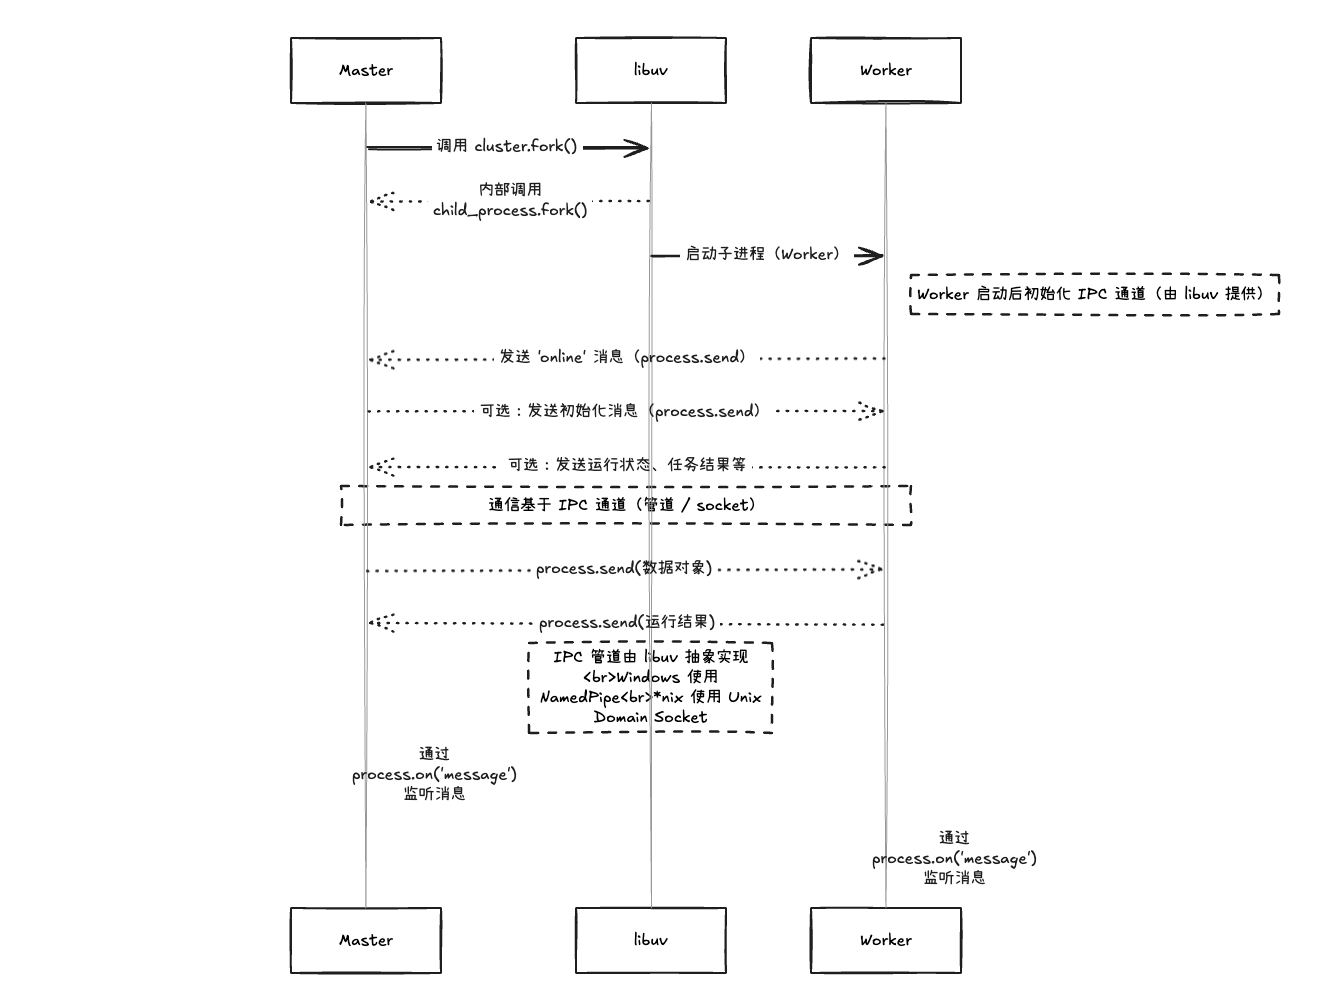 Master
libuv
Worker
调用 cluster.fork()
内部调用
child_process.fork()
启动子进程（Worker）
Worker 启动后初始化 IPC 通道（由 libuv 提供）
发送 'online' 消息（process.send）
可选：发送初始化消息（process.send）
可选：发送运行状态、任务结果等
通信基于 IPC 通道（管道 / socket）
process.send(数据对象)
process.send(运行结果)
IPC 管道由 libuv 抽象实现
<br>Windows 使用
NamedPipe<br>*nix 使用 Unix
Domain Socket
通过
process.on('message')
监听消息
通过
process.on('message')
监听消息
Master
libuv
Worker